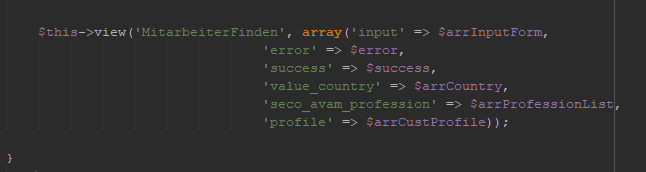 $this->view('MitarbeiterFinden', array('input' => $arrInputForm,
'error' => $error,
'success' => $success,
'value_country' => $arrCountry,
'seco_avam_profession' => $arrProfessionList,
'profile' => $arrCustProfile));
}